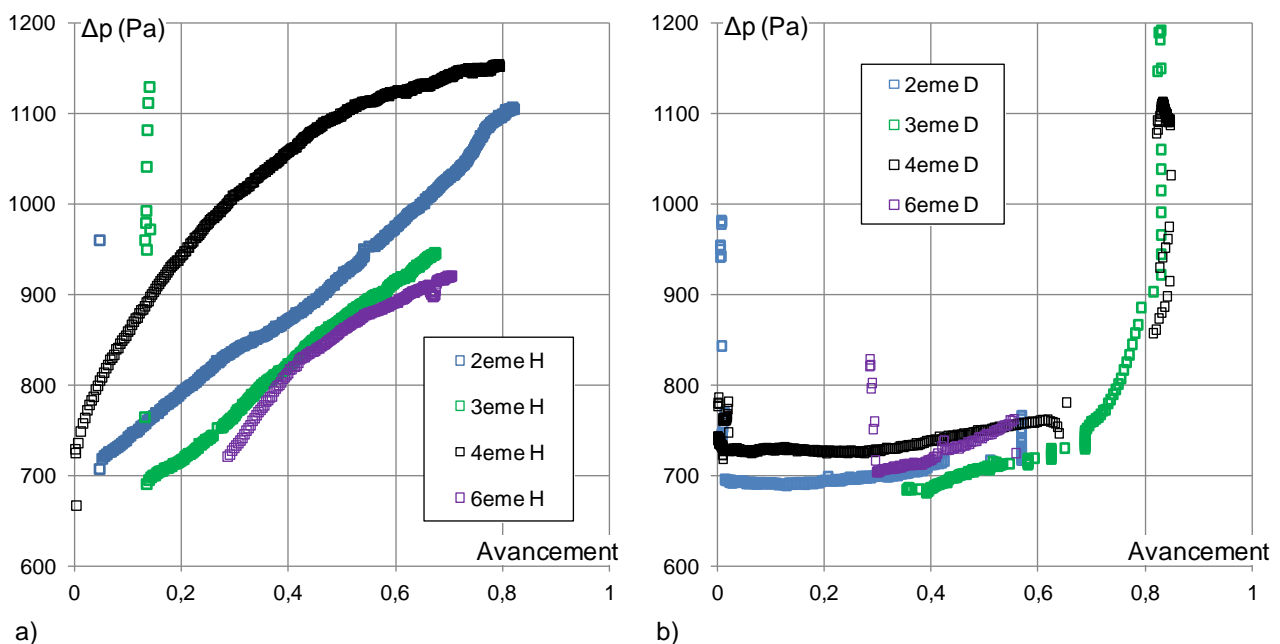 Δp (Pa)
1200
1100
1000
900
800
700
600
0
0,2
0,4
0,6
0,8
1
Avancement
2eme H
3eme H
4eme H
6eme H
a)
Δp (Pa)
1200
1100
1000
900
800
700
600
0
0,2
0,4
0,6
0,8
1
Avancement
2eme D
3eme D
4eme D
6eme D
b)